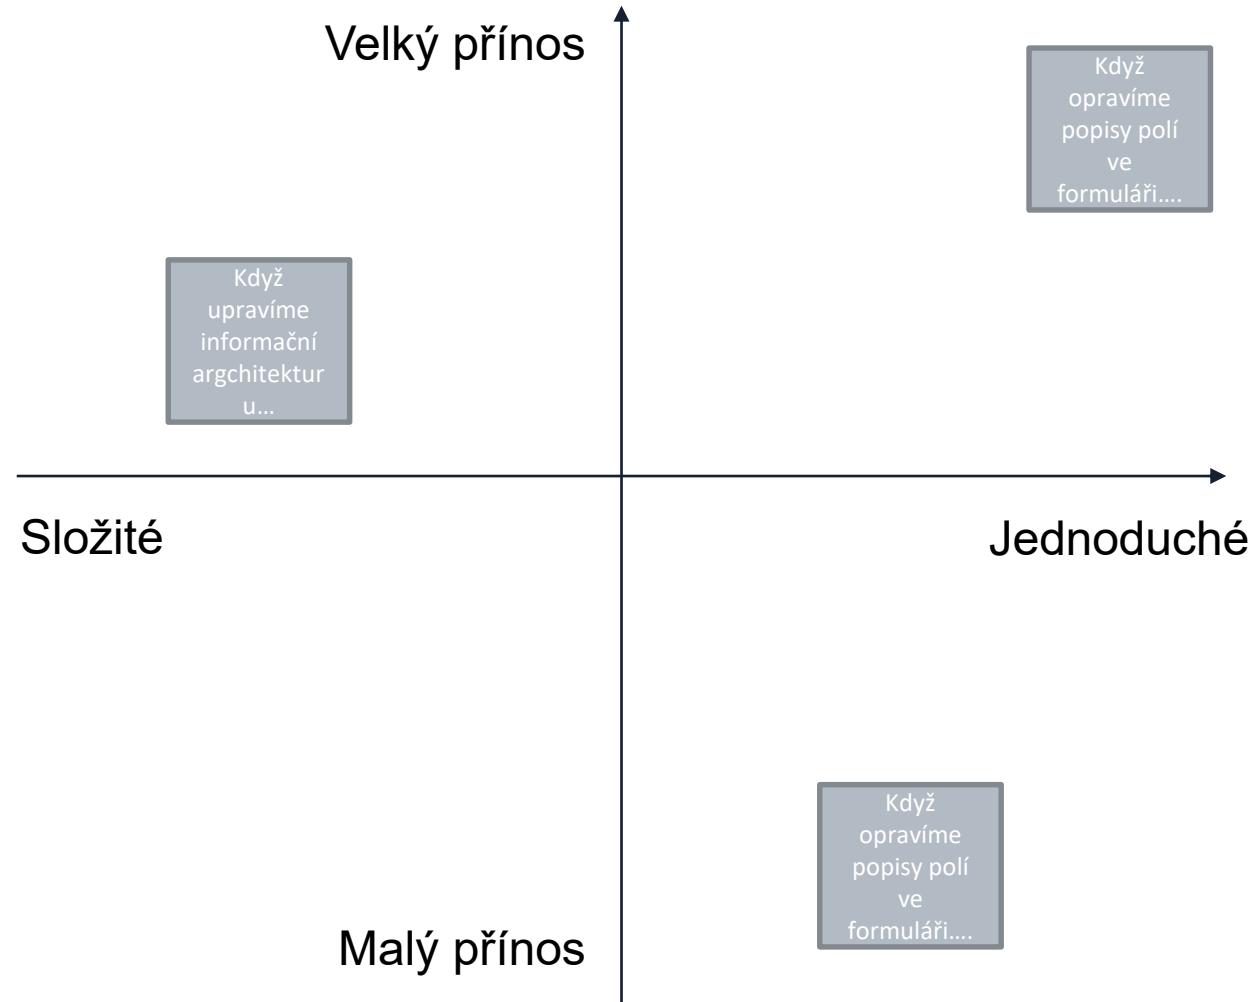 Velký přínos
Když
opravíme
popisy polí
ve
formuláři....
Když
upravíme
informační
argchitektur
u...
Složité
Jednoduché
Když
opravíme
popisy polí
ve
formuláři....
Malý přínos